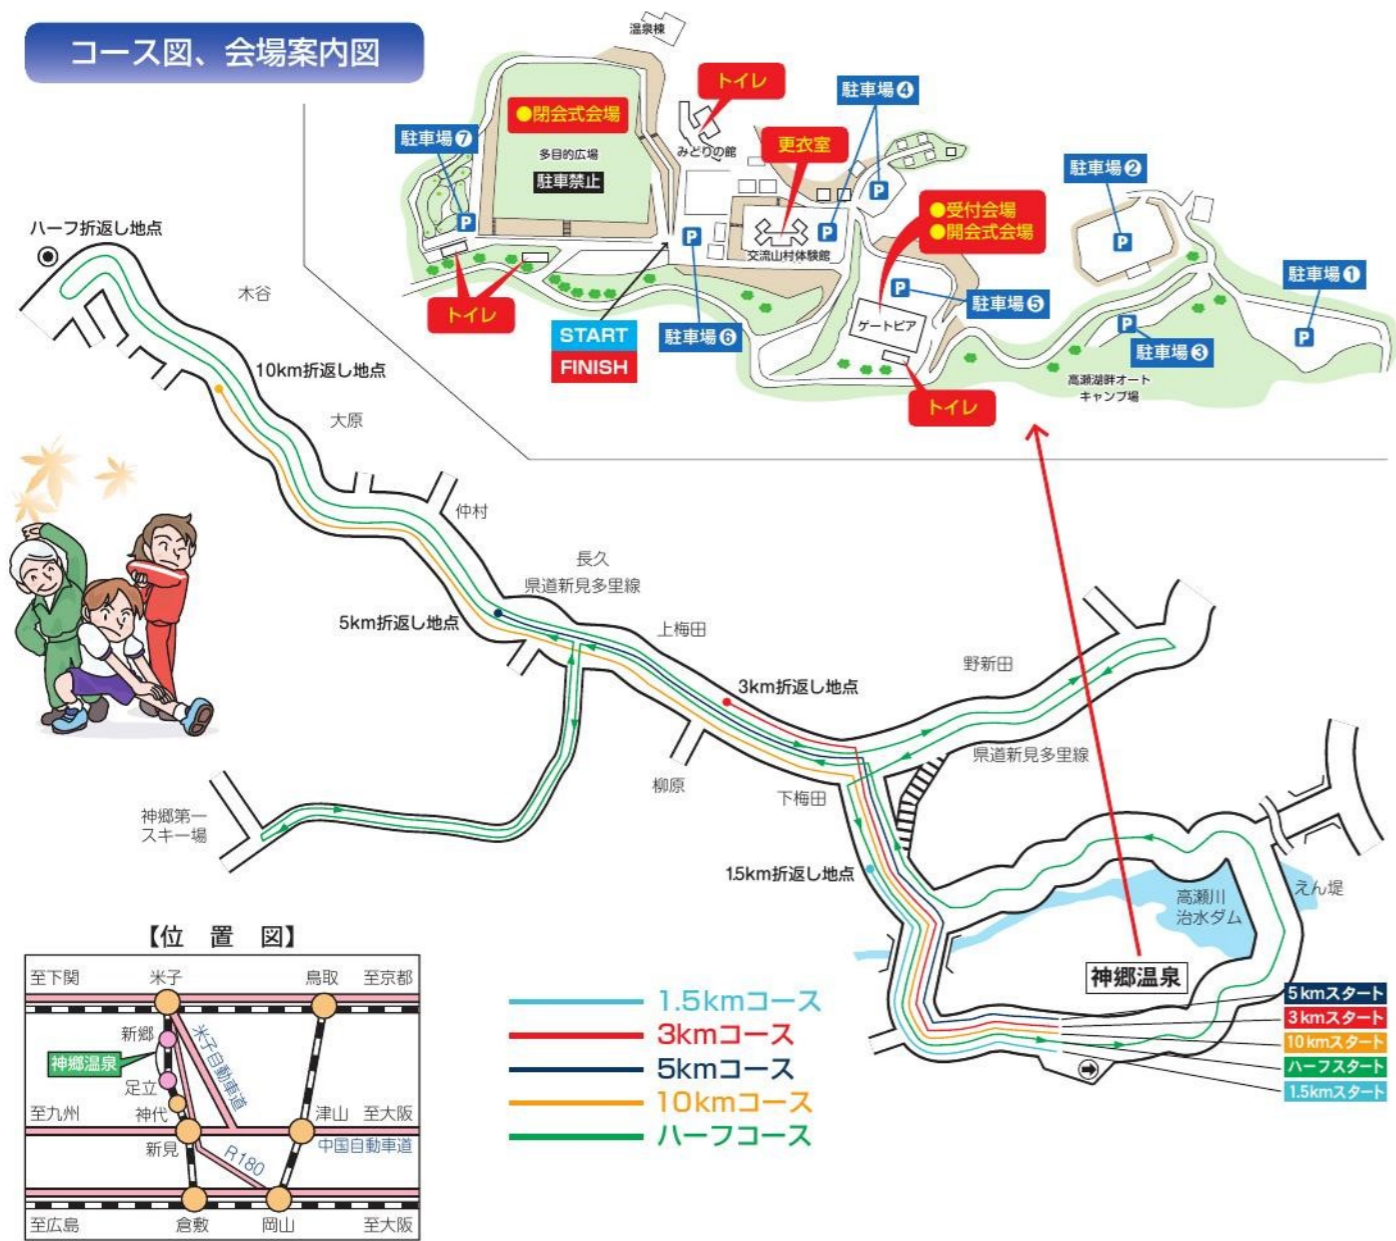 コース図、会場案内図
温泉棟
トイレ
駐車場❹
●閉会式会場
駐車場❼
多目的広場
駐車禁止
みどりの館
更衣室
駐車場❷
P
●受付会場
●開会式会場
P
P
P
P
P
交流山村体験館
駐車場❶
P
駐車場❺
トイレ
ゲートピア
START
FINISH
駐車場❻
P
駐車場❸
P
高瀬湖畔オート
キャンプ場
トイレ
ハーフ折返し地点
木谷
10km折返し地点
大原
仲村
長久
県道新見多里線
5km折返し地点
上梅田
野新田
3km折返し地点
県道新見多里線
柳原
下梅田
神郷第一
スキー場
1.5km折返し地点
高瀬川
治水ダム
えん堤
神郷温泉
5kmスタート
3kmスタート
10kmスタート
ハーフスタート
1.5kmスタート
1.5kmコース
3kmコース
5kmコース
10kmコース
ハーフコース
【位 置 図】
至下関
米子
鳥取
至京都
新郷
米子自動車道
神郷温泉
足立
至九州
神代
津山
至大阪
新見
中国自動車道
R180
至広島
倉敷
岡山
至大阪